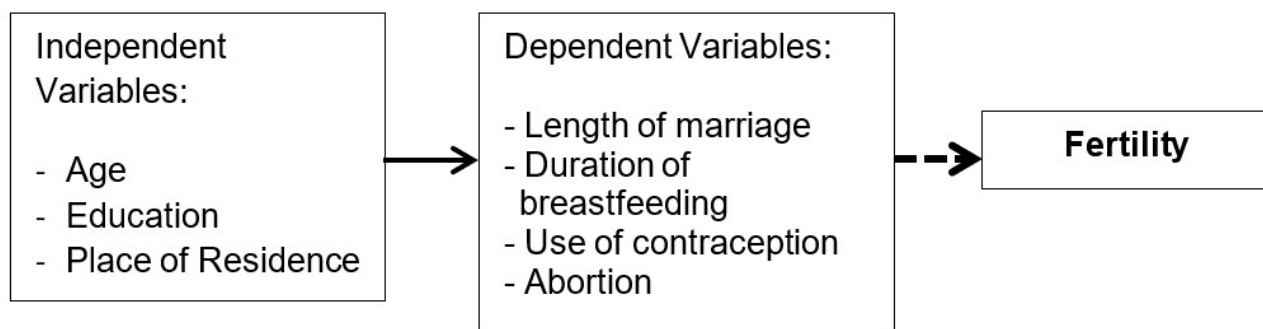 Independent
Variables:
- Age
- Education
- Place of Residence
Dependent Variables:
- Length of marriage
- Duration of
breastfeeding
- Use of contraception
- Abortion
Fertility